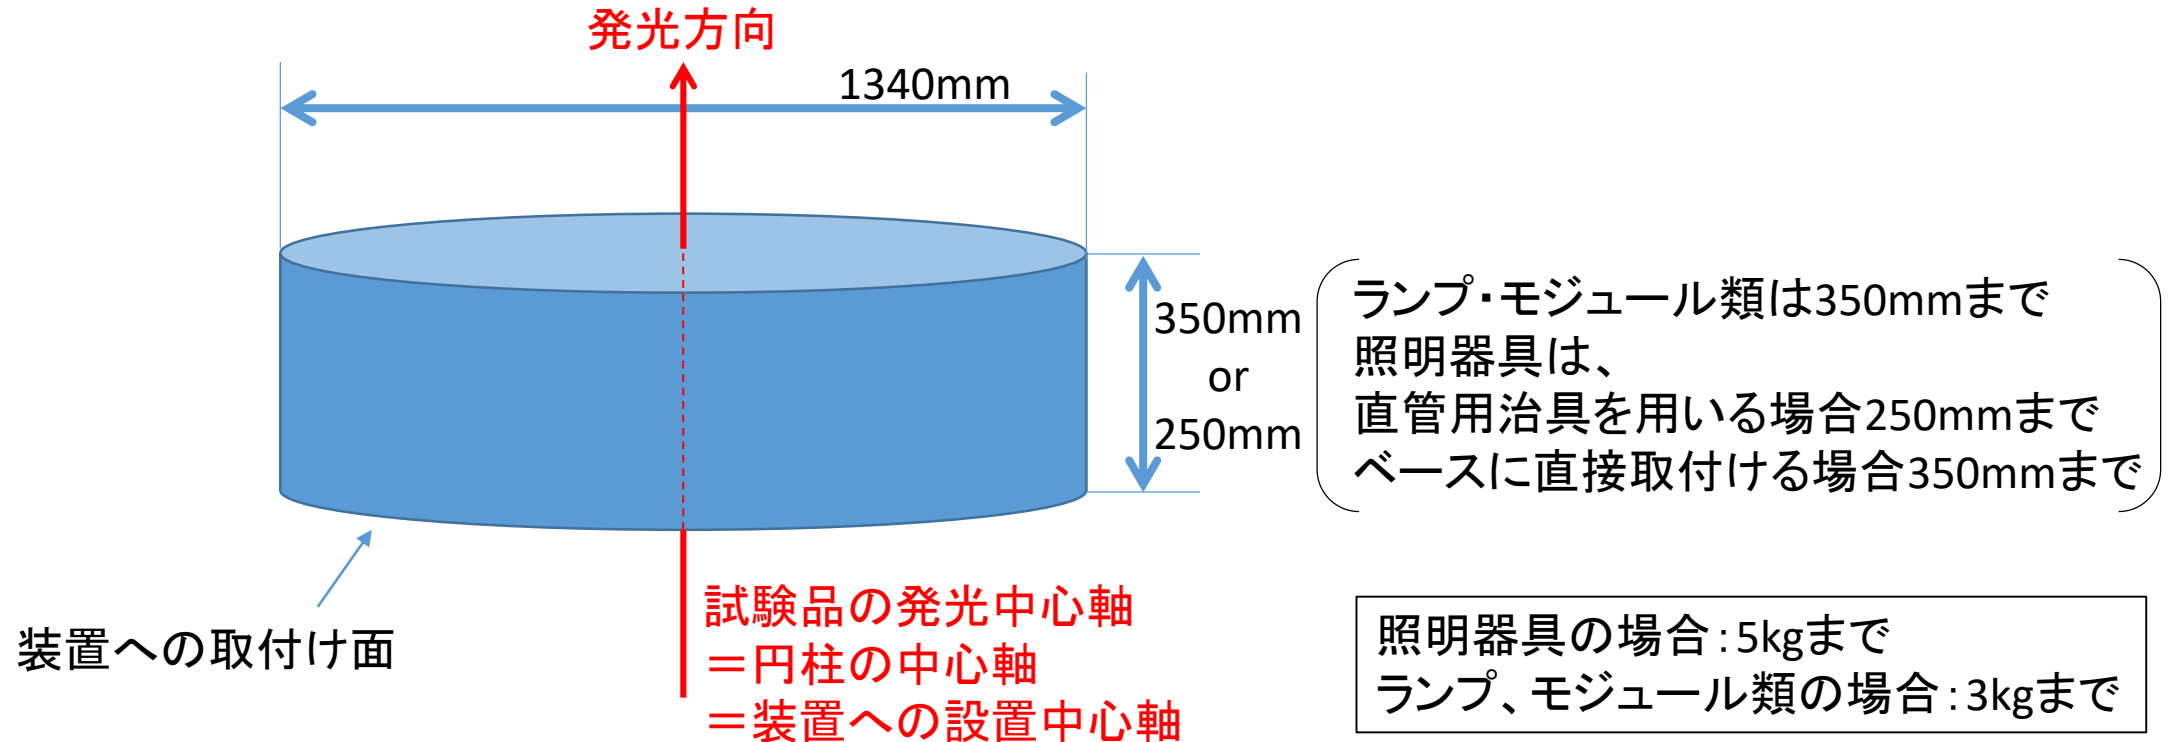 発光方向
1340mm
350mm
or
250mm
ランプ・モジュール類は350mmまで
照明器具は、
直管用治具を用いる場合250mmまで
ベースに直接取付ける場合350mmまで
装置への取付け面
試験品の発光中心軸
＝円柱の中心軸
＝装置への設置中心軸
照明器具の場合：5kgまで
ランプ、モジュール類の場合：3kgまで